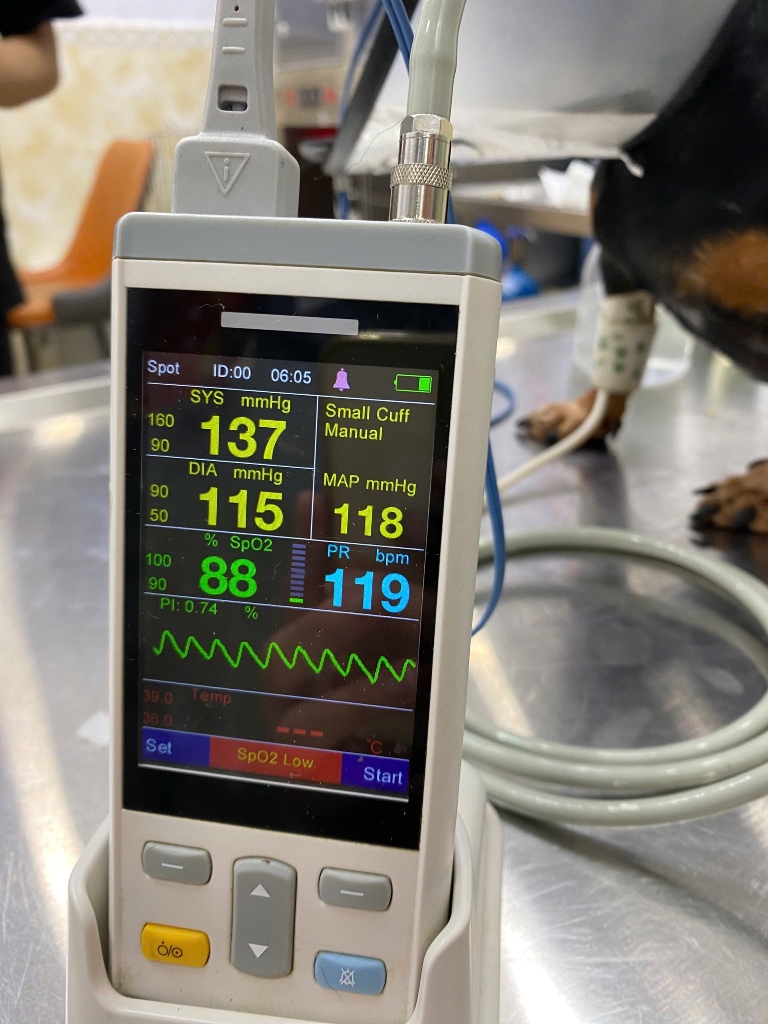 Spot ID:00 06:05
SYS mmHg
160
90
137
Small Cuff
Manual
DIA mmHg
90
50
115
MAP mmHg
118
% SpO2
100
90
88
PR bpm
119
PI: 0.74 %
39.0 Temp
36.0
--- C
Set SpO2 Low Start